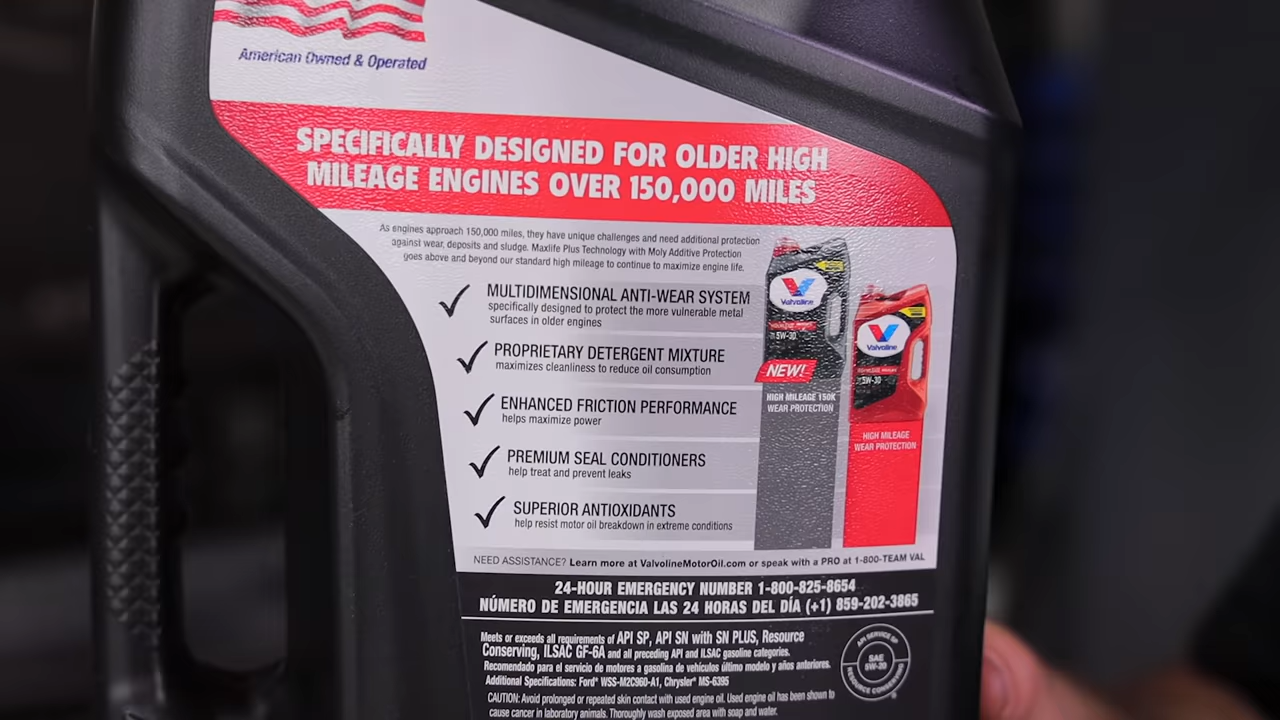 American Owned & Operated
SPECIFICALLY DESIGNED FOR OLDER HIGH
MILEAGE ENGINES OVER 150,000 MILES
As engines approach 150,000 miles, they have unique challenges and need additional protection
against wear, deposits and sludge. Maxlife Plus Technology with Moly Additive Protection
goes above and beyond our standard high mileage to continue to maximize engine life.
MULTIDIMENSIONAL ANTI-WEAR SYSTEM
specifically designed to protect the more vulnerable metal
surfaces in older engines
PROPRIETARY DETERGENT MIXTURE
maximizes cleanliness to reduce oil consumption
ENHANCED FRICTION PERFORMANCE
helps maximize power
PREMIUM SEAL CONDITIONERS
help treat and prevent leaks
SUPERIOR ANTIOXIDANTS
help resist motor oil breakdown in extreme conditions
Valvoline
5W-30
NEW!
HIGH MILEAGE 150K
WEAR PROTECTION
Valvoline
5W-30
HIGH MILEAGE
WEAR PROTECTION
NEED ASSISTANCE? Learn more at ValvolineMotorOil.com or speak with a PRO at 1-800-TEAM VAL
24-HOUR EMERGENCY NUMBER 1-800-825-8654
NÚMERO DE EMERGENCIA LAS 24 HORAS DEL DÍA (+1) 859-202-3865
Meets or exceeds all requirements of API SP, API SN with SN PLUS, Resource
Conserving, ILSAC GF-6A and all preceding API and ILSAC gasoline categories.
Recomendado para el servicio de motores a gasolina de vehículos último modelo y años anteriores.
Additional Specifications: Ford® WSS-M2C960-A1, Chrysler® MS-6395
API SERVICE SP
SAE
5W-20
RESOURCE CONSERVING
CAUTION: Avoid prolonged or repeated skin contact with used engine oil. Used engine oil has been shown to
cause cancer in laboratory animals. Thoroughly wash exposed area with soap and water.